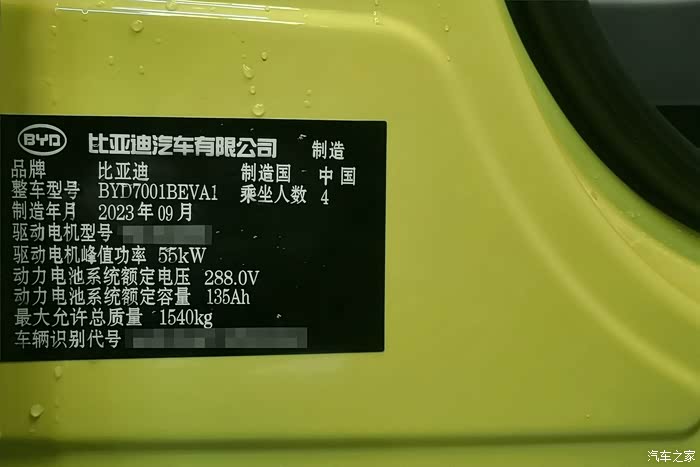 BYD 比亚迪汽车有限公司 制造
品牌 比亚迪 制造国 中国
整车型号 BYD7001BEVA1 乘坐人数 4
制造年月 2023年09月
驱动电机型号
驱动电机峰值功率 55kW
动力电池系统额定电压 288.0V
动力电池系统额定容量 135Ah
最大允许总质量 1540kg
车辆识别代号
汽车之家